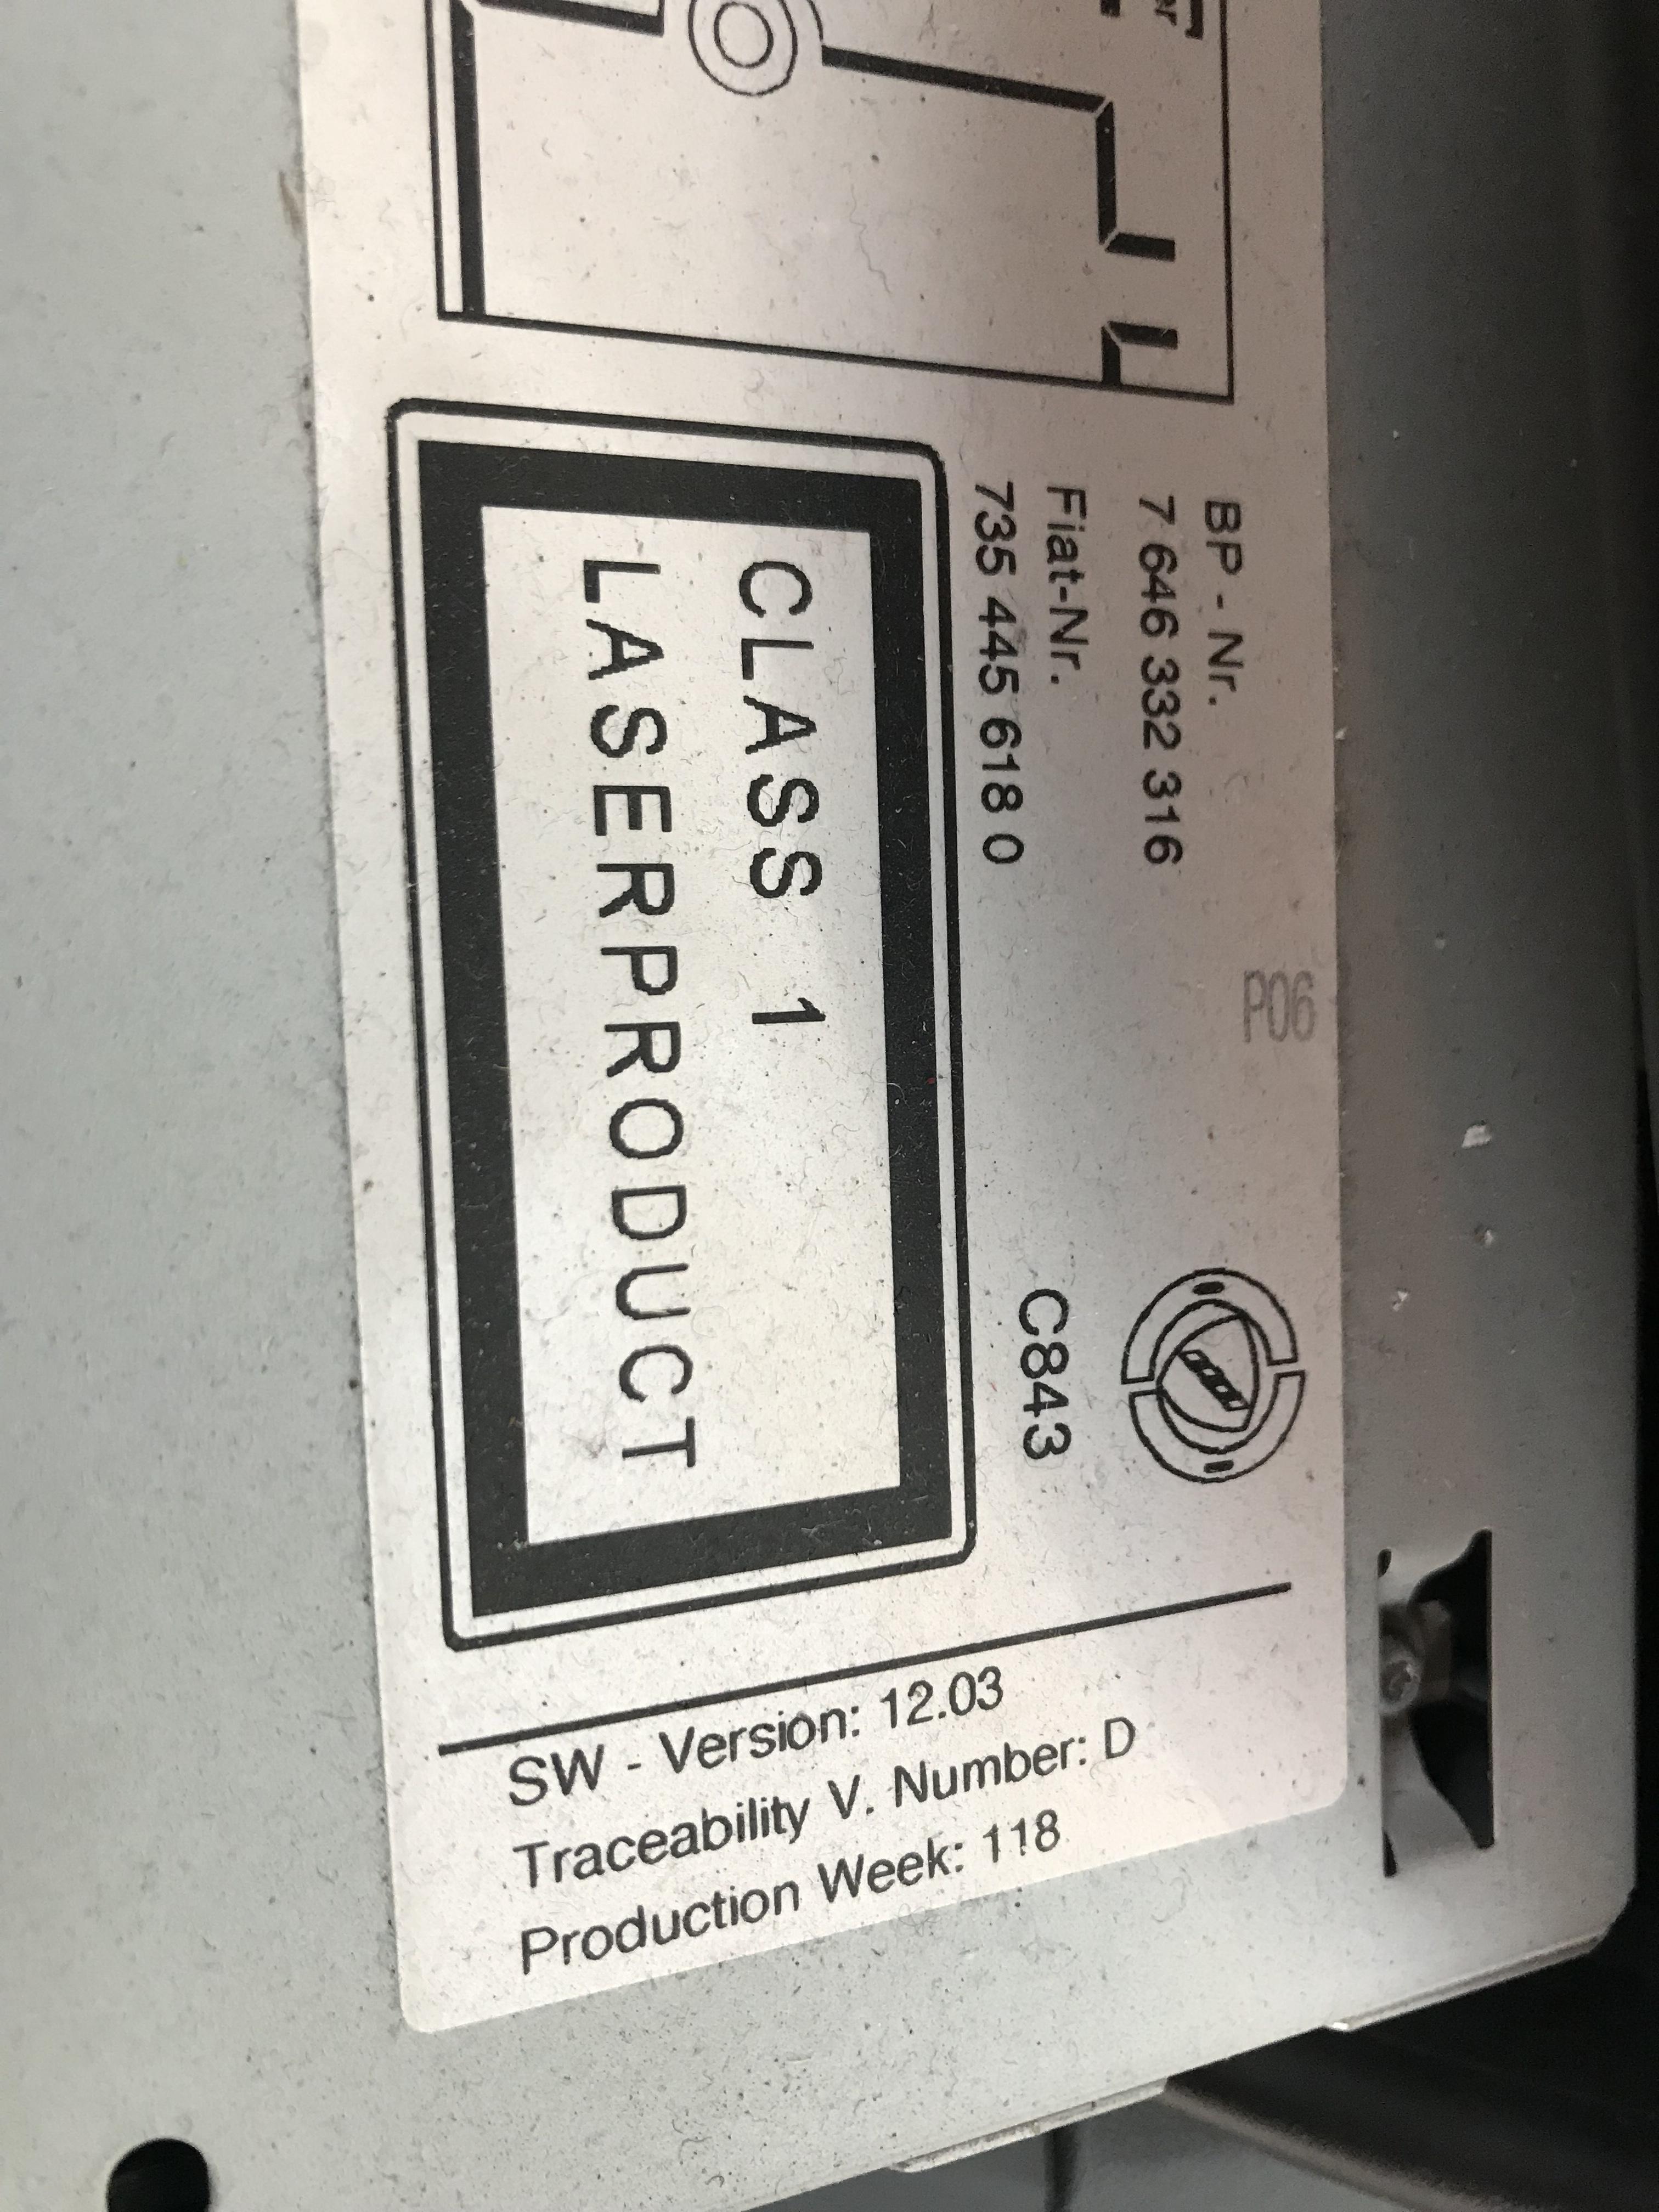 BP - Nr.
7 646 332 316
Fiat-Nr.
735 445 618 0
P06
C843
CLASS 1
LASERPRODUCT
SW - Version: 12.03
Traceability V. Number: D
Production Week: 118